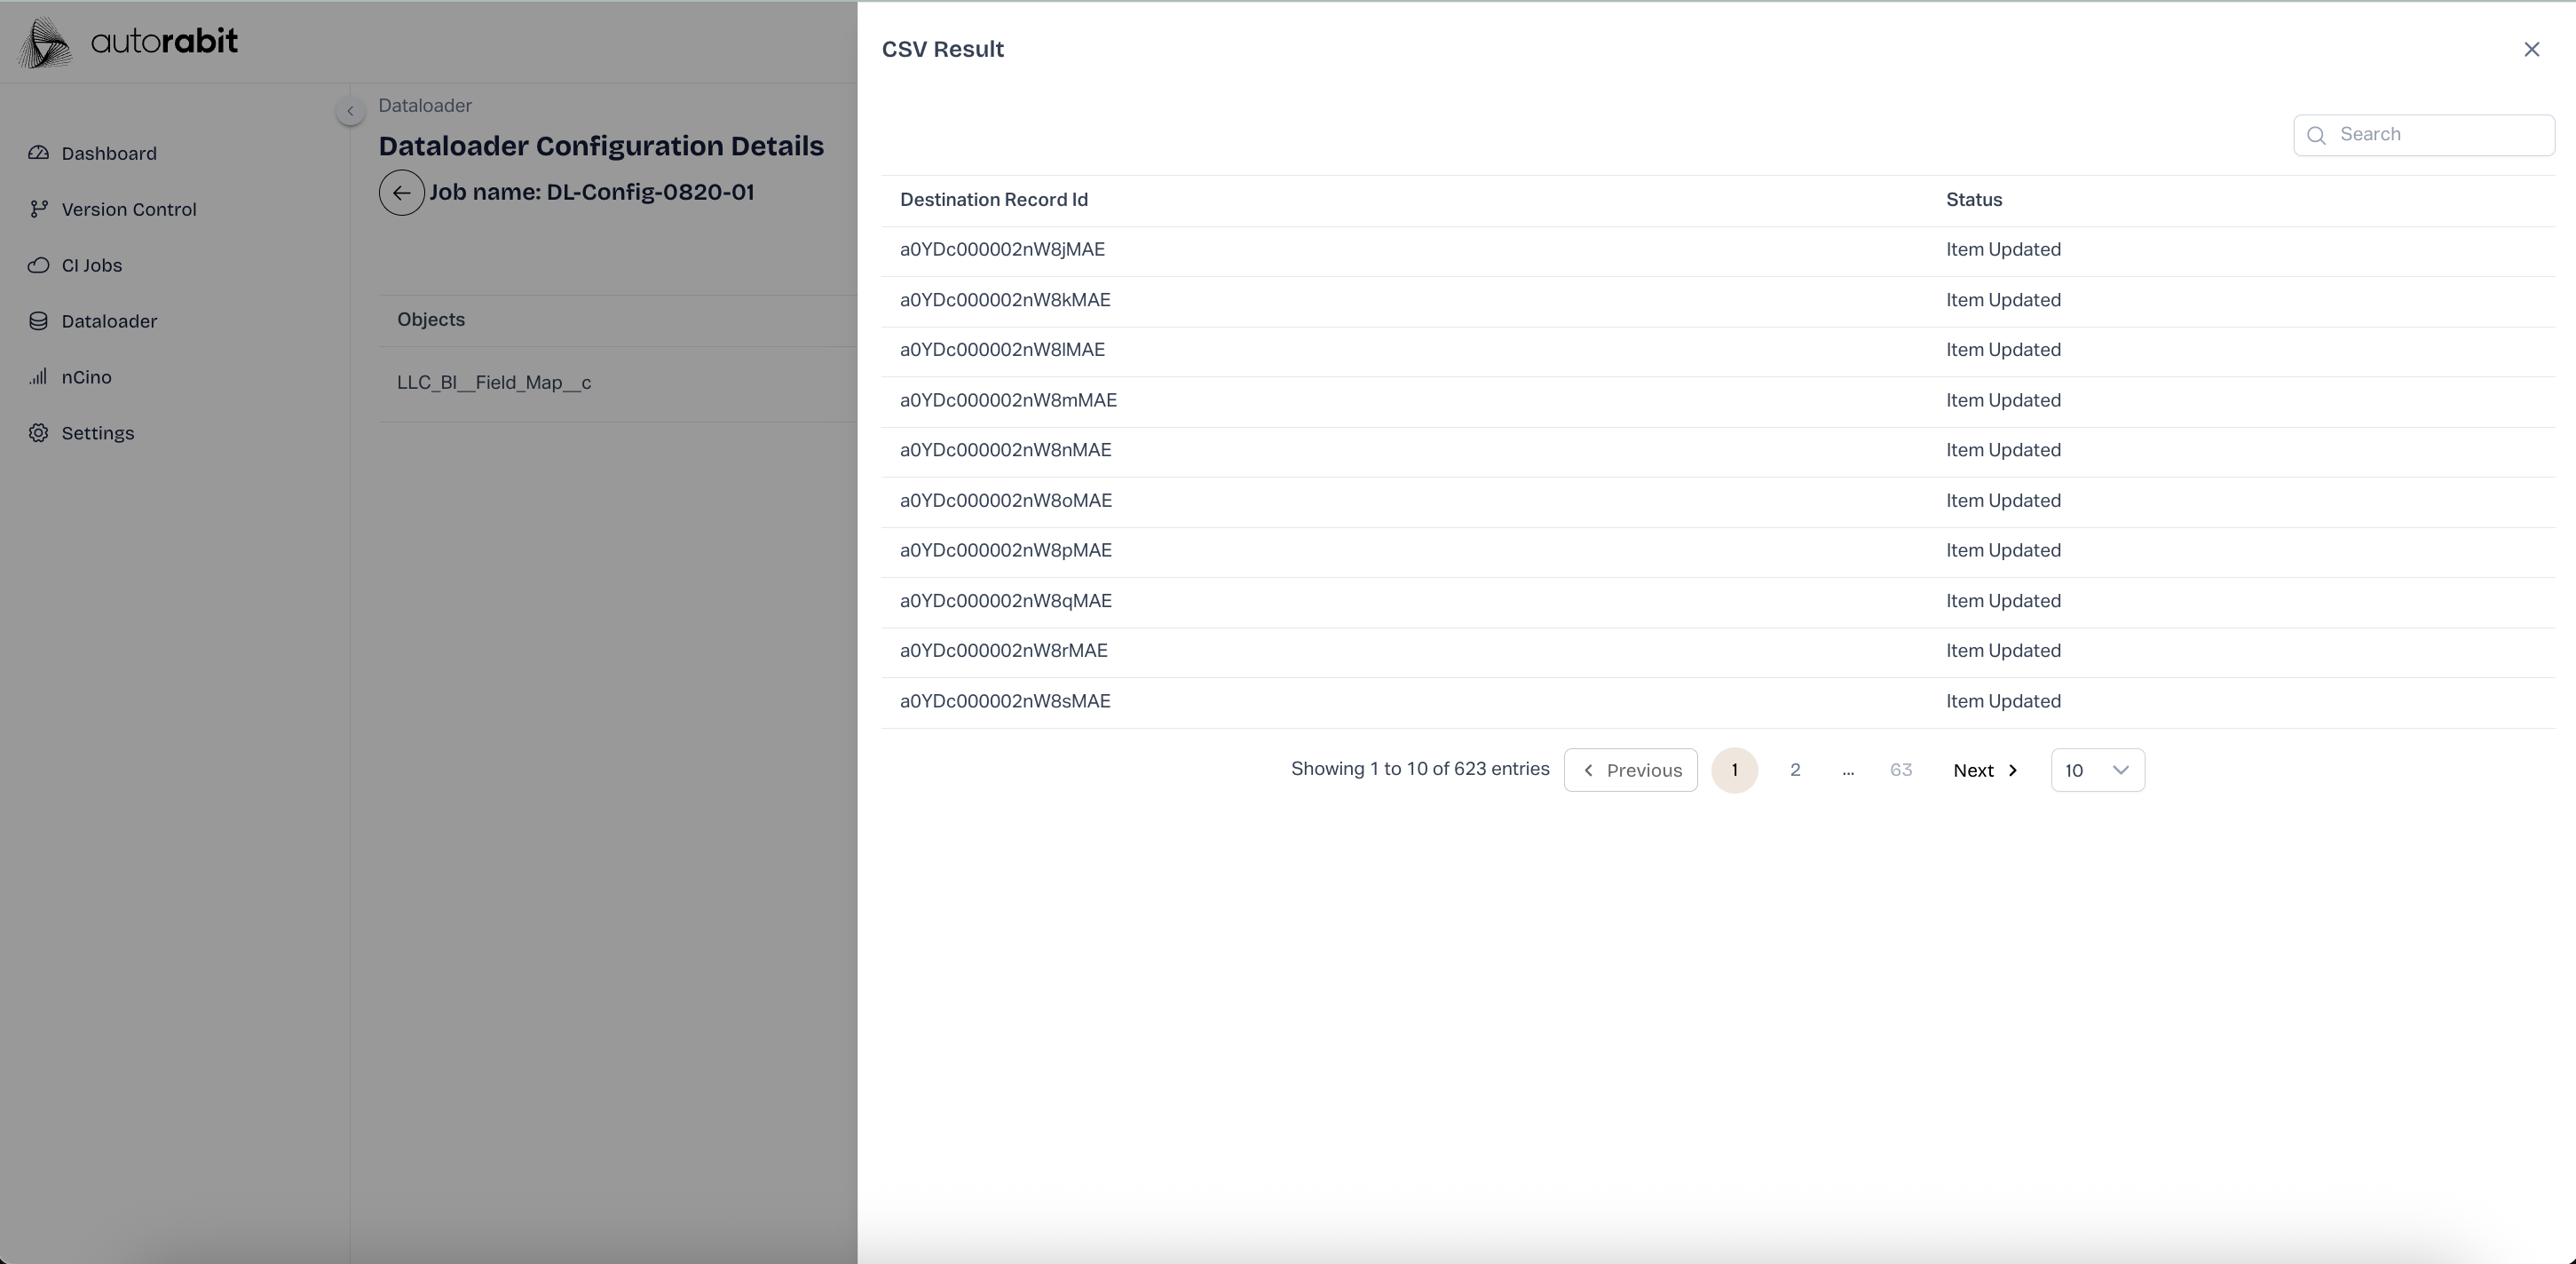 autorabit
Dashboard
Version Control
CI Jobs
Dataloader
nCino
Settings
Dataloader
Dataloader Configuration Details
Job name: DL-Config-0820-01
Objects
LLC_BI__Field_Map__c
CSV Result
Search
Destination Record Id Status
a0YDc000002nW8jMAE Item Updated
a0YDc000002nW8kMAE Item Updated
a0YDc000002nW8lMAE Item Updated
a0YDc000002nW8mMAE Item Updated
a0YDc000002nW8nMAE Item Updated
a0YDc000002nW8oMAE Item Updated
a0YDc000002nW8pMAE Item Updated
a0YDc000002nW8qMAE Item Updated
a0YDc000002nW8rMAE Item Updated
a0YDc000002nW8sMAE Item Updated
Showing 1 to 10 of 623 entries Previous 1 2 ... 63 Next 10